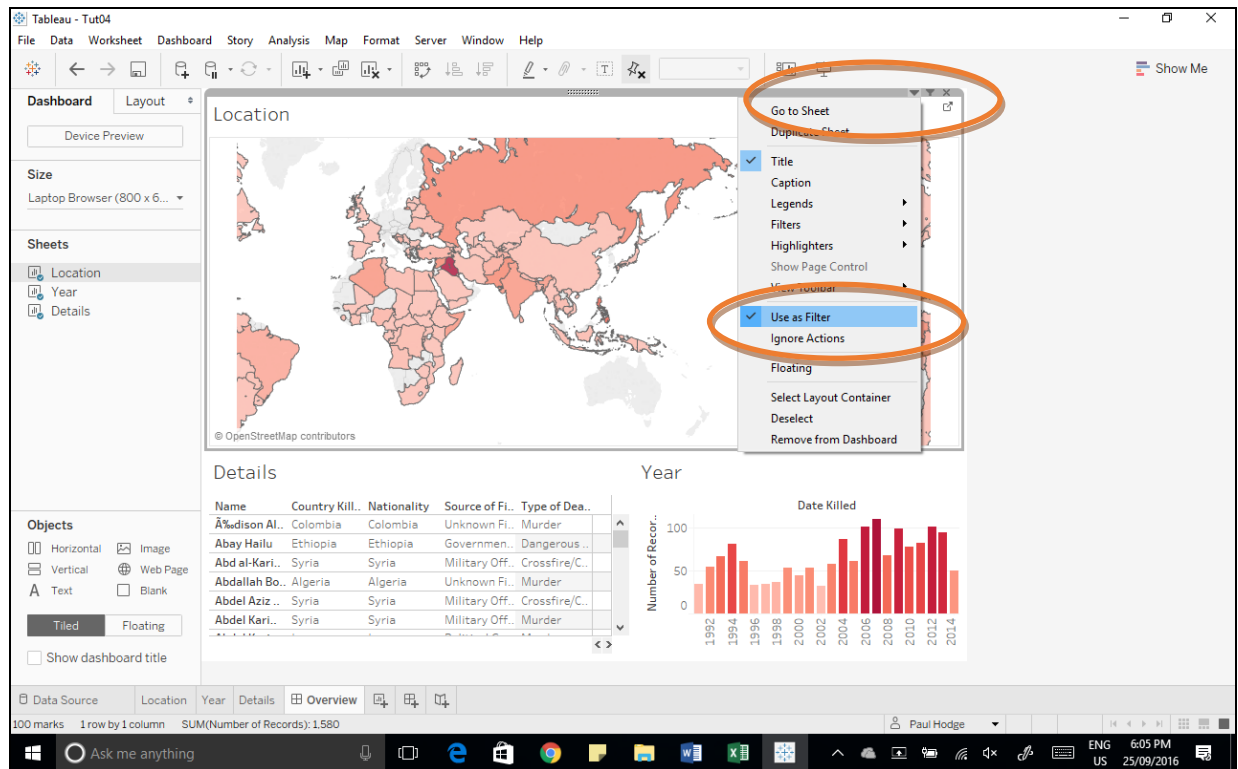 Tableau - Tut04
File Data Worksheet Dashboard Story Analysis Map Format Server Window Help
Show Me
Dashboard Layout
Device Preview
Size
Laptop Browser (800 x 6...
Sheets
Location
Year
Details
Objects
Horizontal Image
Vertical Web Page
A Text Blank
Tiled Floating
Show dashboard title
Location
© OpenStreetMap contributors
Go to Sheet
Duplicate Sheet
Title
Caption
Legends
Filters
Highlighters
Show Page Control
View Toolbar
Use as Filter
Ignore Actions
Floating
Select Layout Container
Deselect
Remove from Dashboard
Details
Name Country Kill.. Nationality Source of Fi.. Type of Dea..
Ã‰dison Al.. Colombia Colombia Unknown Fi.. Murder
Abay Hailu Ethiopia Ethiopia Governmen.. Dangerous ..
Abd al-Kari.. Syria Syria Military Off.. Crossfire/C..
Abdallah Bo.. Algeria Algeria Unknown Fi.. Murder
Abdel Aziz .. Syria Syria Military Off.. Crossfire/C..
Abdel Kari.. Syria Syria Military Off.. Murder
Year
Date Killed
Number of Recor..
100
50
0
1992 1994 1996 1998 2000 2002 2004 2006 2008 2010 2012 2014
Data Source Location Year Details Overview
100 marks 1 row by 1 column SUM(Number of Records): 1,580
Paul Hodge
Ask me anything
ENG
US
6:05 PM
25/09/2016